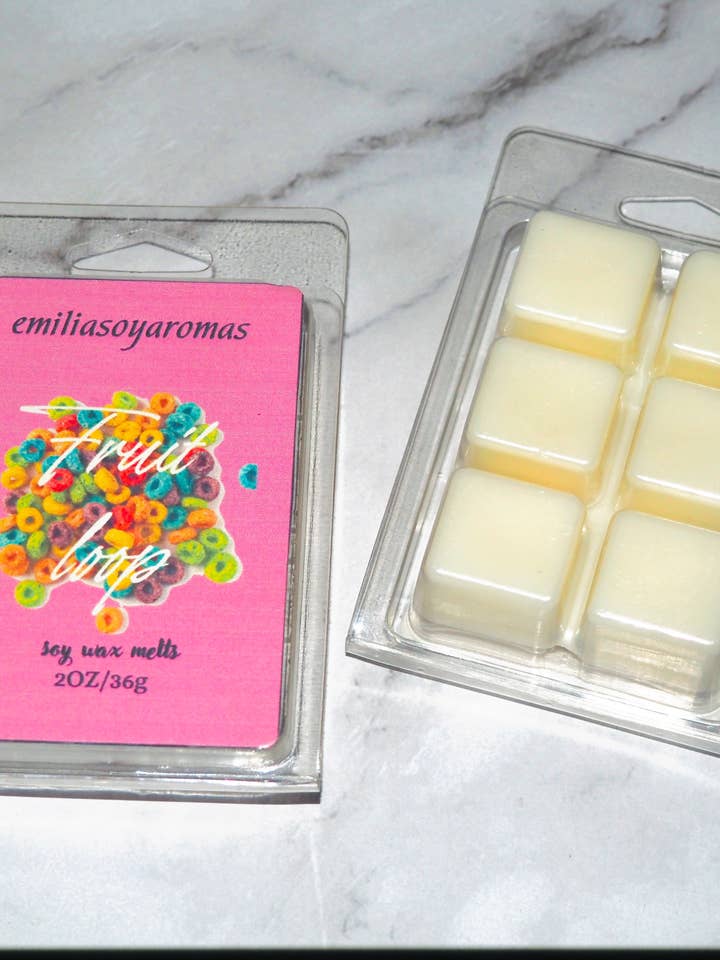 emiliasoyaromas
Fruit
loop
soy wax melts
2OZ/36g